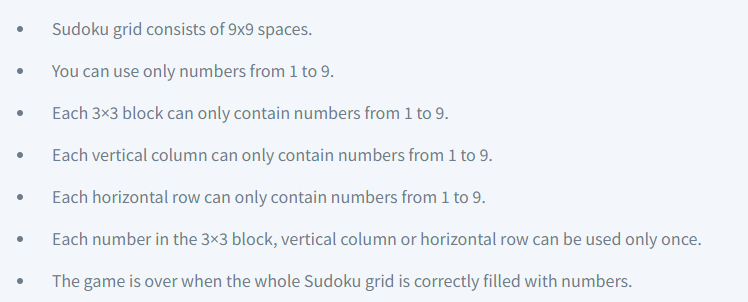 • Sudoku grid consists of 9x9 spaces.
• You can use only numbers from 1 to 9.
• Each 3×3 block can only contain numbers from 1 to 9.
• Each vertical column can only contain numbers from 1 to 9.
• Each horizontal row can only contain numbers from 1 to 9.
• Each number in the 3×3 block, vertical column or horizontal row can be used only once.
• The game is over when the whole Sudoku grid is correctly filled with numbers.